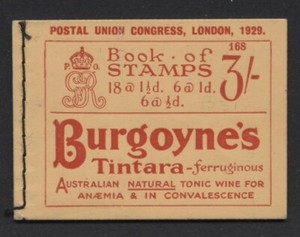 POSTAL UNION CONGRESS, LONDON, 1929.
168
P. O.
GR
Book of
STAMPS
3/-
18 @ 1½d. 6 @ 1d.
6 @ ½d.
Burgoyne's
Tintara - ferruginous
AUSTRALIAN NATURAL TONIC WINE FOR
ANÆMIA & IN CONVALESCENCE